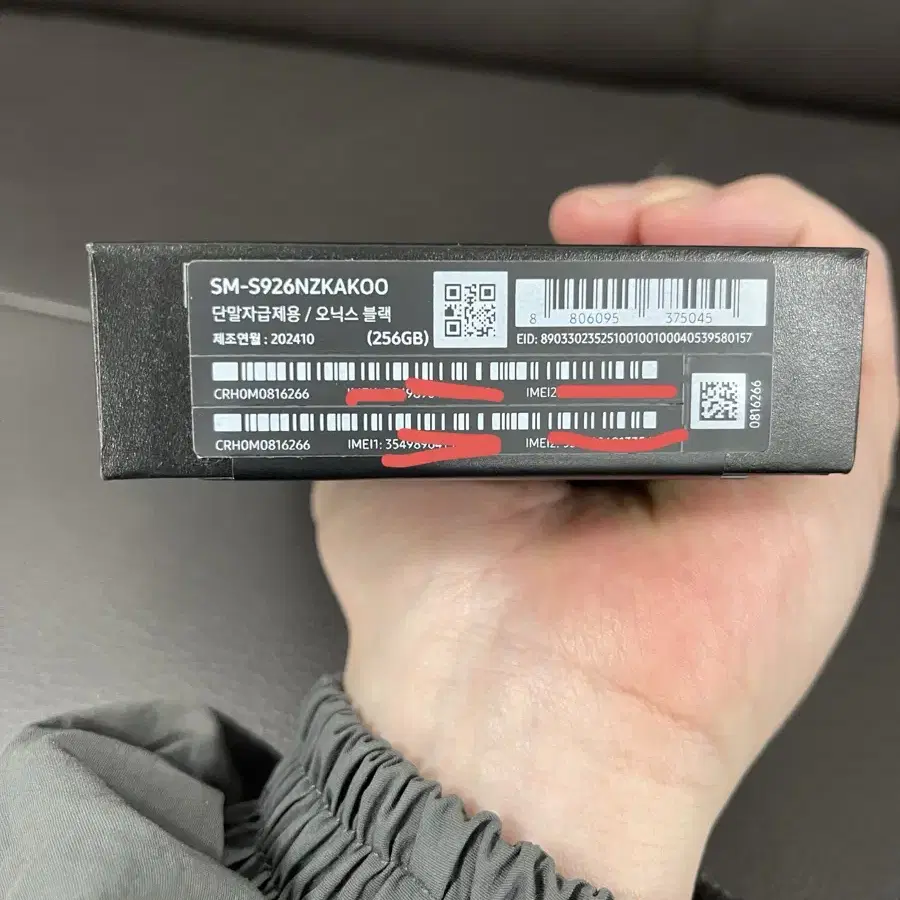 SM-S926NZKAKOO
단말자급제용 / 오닉스 블랙
제조연월 : 202410 (256GB)
8 806095 375045
EID: 89033023525100100100040539580157
CRH0M0816266
IMEI2
CRH0M0816266 IMEI1:
IMEI2:
0816266